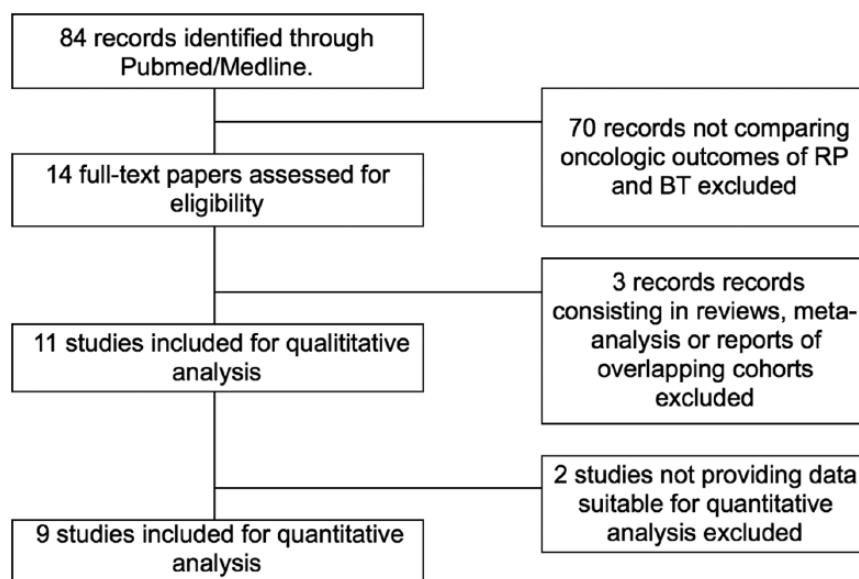 84 records identified through
Pubmed/Medline.
70 records not comparing
oncologic outcomes of RP
and BT excluded
14 full-text papers assessed for
eligibility
3 records records
consisting in reviews, meta-
analysis or reports of
overlapping cohorts
excluded
11 studies included for qualititative
analysis
2 studies not providing data
suitable for quantitative
analysis excluded
9 studies included for quantitative
analysis